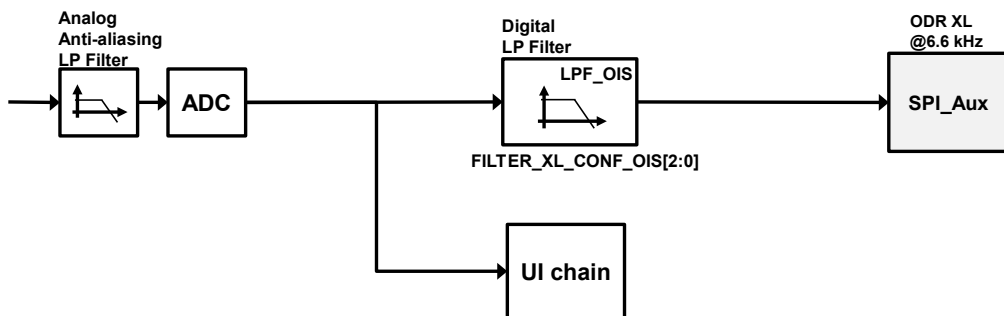 Analog
Anti-aliasing
LP Filter
ADC
Digital
LP Filter
LPF_OIS
FILTER_XL_CONF_OIS[2:0]
ODR XL
@6.6 kHz
SPI_Aux
UI chain